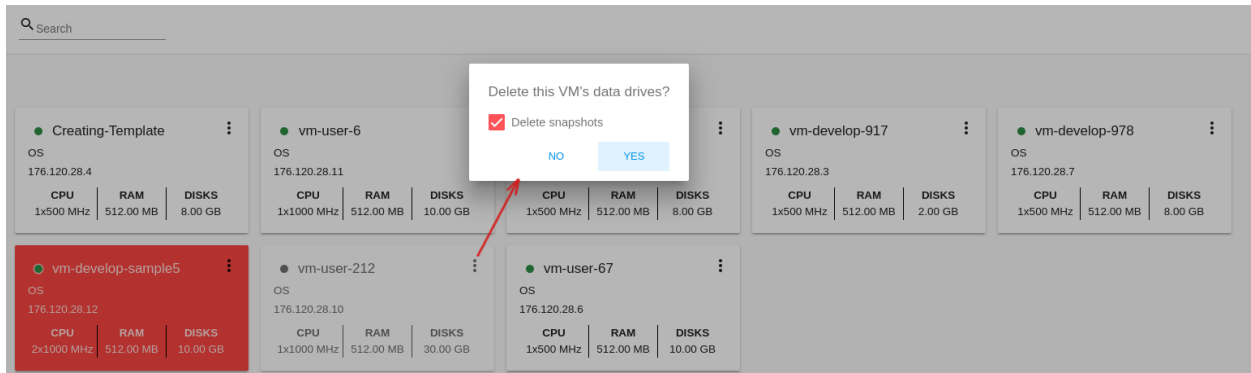 Search
Delete this VM's data drives?
Delete snapshots
NO YES
Creating-Template
OS
176.120.28.4
CPU RAM DISKS
1x500 MHz 512.00 MB 8.00 GB
vm-user-6
OS
176.120.28.11
CPU RAM DISKS
1x1000 MHz 512.00 MB 10.00 GB
CPU RAM DISKS
1x500 MHz 512.00 MB 8.00 GB
vm-develop-917
OS
176.120.28.3
CPU RAM DISKS
1x500 MHz 512.00 MB 2.00 GB
vm-develop-978
OS
176.120.28.7
CPU RAM DISKS
1x500 MHz 512.00 MB 8.00 GB
vm-develop-sample5
OS
176.120.28.12
CPU RAM DISKS
2x1000 MHz 512.00 MB 10.00 GB
vm-user-212
OS
176.120.28.10
CPU RAM DISKS
1x1000 MHz 512.00 MB 30.00 GB
vm-user-67
OS
176.120.28.6
CPU RAM DISKS
1x500 MHz 512.00 MB 10.00 GB